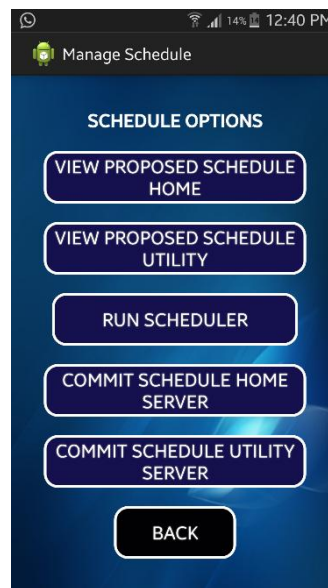 14% 12:40 PM
Manage Schedule
SCHEDULE OPTIONS
VIEW PROPOSED SCHEDULE
HOME
VIEW PROPOSED SCHEDULE
UTILITY
RUN SCHEDULER
COMMIT SCHEDULE HOME
SERVER
COMMIT SCHEDULE UTILITY
SERVER
BACK